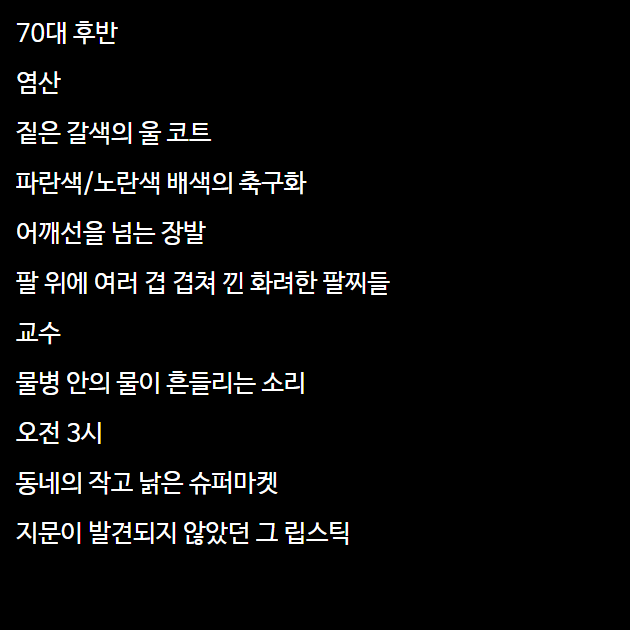 70대 후반
염산
짙은 갈색의 울 코트
파란색/노란색 배색의 축구화
어깨선을 넘는 장발
팔 위에 여러 겹 겹쳐 낀 화려한 팔찌들
교수
물병 안의 물이 흔들리는 소리
오전 3시
동네의 작고 낡은 슈퍼마켓
지문이 발견되지 않았던 그 립스틱